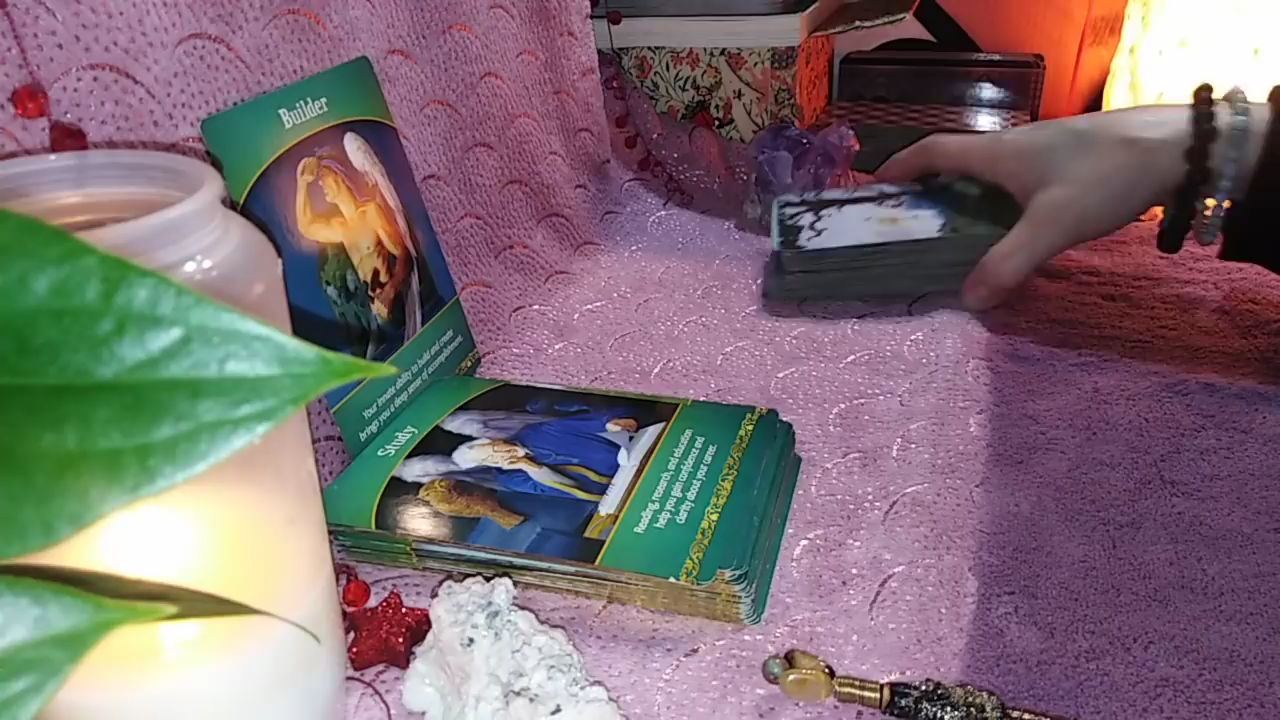 Builder
Your innate ability to build and create
brings you a deep sense of accomplishment.
Study
Reading, research, and education
help you gain confidence and
clarity about your career.